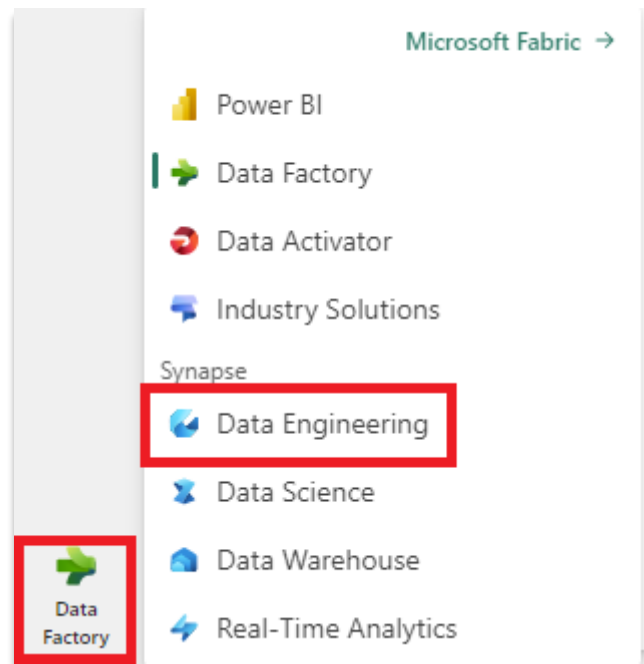 Microsoft Fabric →
Power BI
Data Factory
Data Activator
Industry Solutions
Synapse
Data Engineering
Data Science
Data Warehouse
Real-Time Analytics
Data
Factory